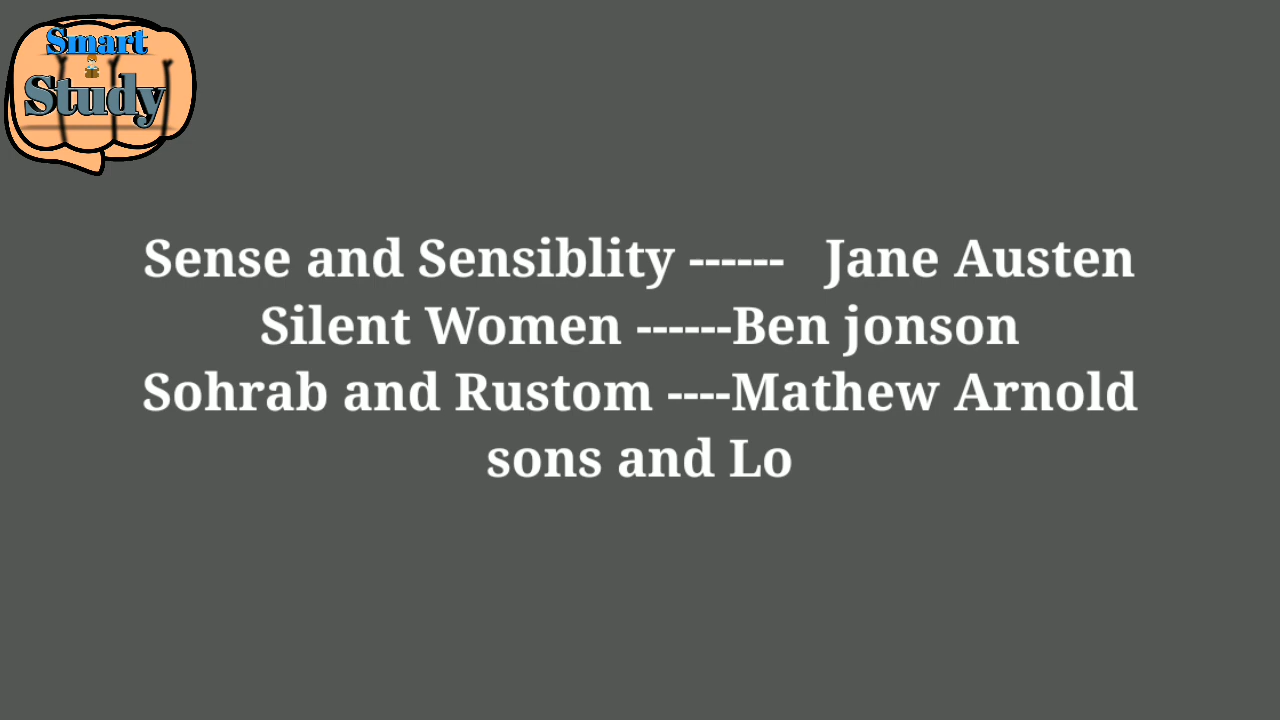 Smart
Study
Sense and Sensiblity ------ Jane Austen
Silent Women ------Ben jonson
Sohrab and Rustom ----Mathew Arnold
sons and Lo